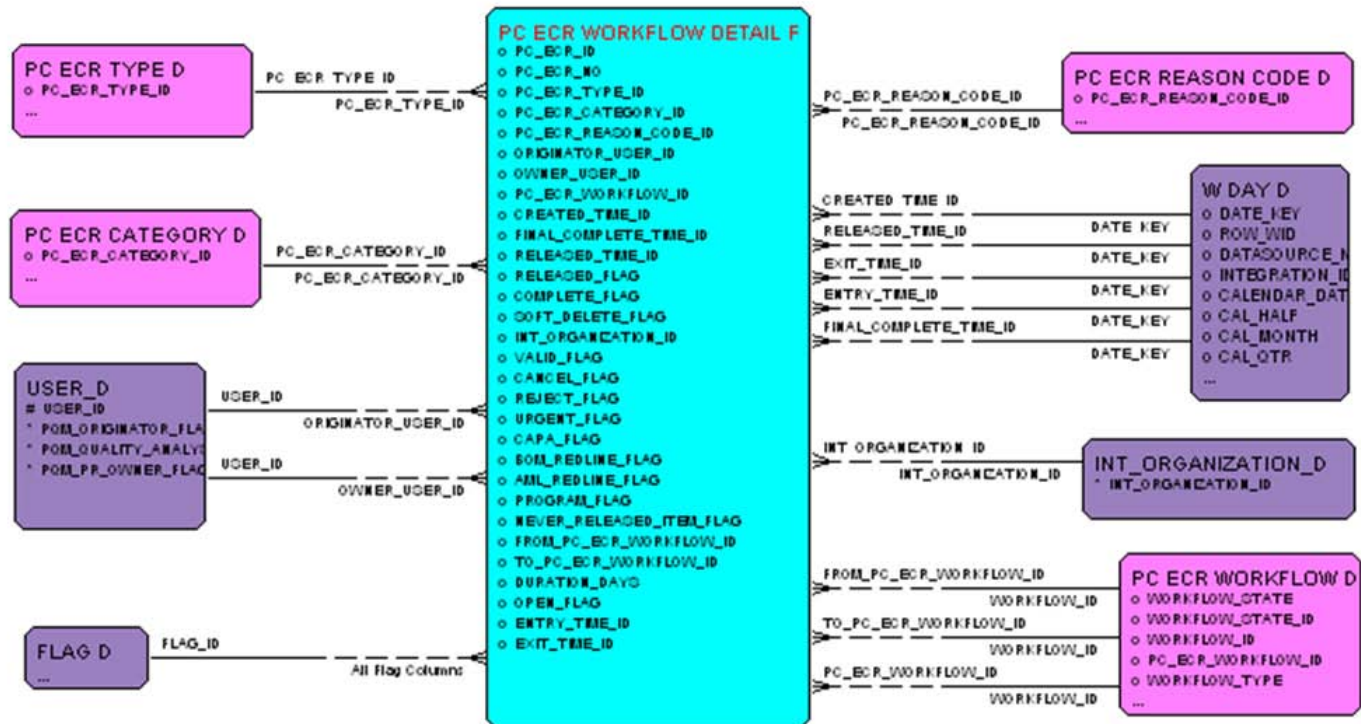 PC ECR TYPE D
o PC_ECR_TYPE_ID
...
PC ECR TYPE ID
PC_ECR_TYPE_ID
PC ECR CATEGORY D
o PC_ECR_CATEGORY_ID
...
PC_ECR_CATEGORY_ID
PC_ECR_CATEGORY_ID
USER_D
# USER_ID
* PQM_ORIGINATOR_FLA
* PQM_QUALITY_ANALYS
* PQM_PR_OWNER_FLAG
USER_ID
ORIGINATOR_USER_ID
USER_ID
OWNER_USER_ID
FLAG D
...
FLAG_ID
All Flag Columns
PC ECR WORKFLOW DETAIL F
o PC_ECR_ID
o PC_ECR_NO
o PC_ECR_TYPE_ID
o PC_ECR_CATEGORY_ID
o PC_ECR_REASON_CODE_ID
o ORIGINATOR_USER_ID
o OWNER_USER_ID
o PC_ECR_WORKFLOW_ID
o CREATED_TIME_ID
o FINAL_COMPLETE_TIME_ID
o RELEASED_TIME_ID
o RELEASED_FLAG
o COMPLETE_FLAG
o SOFT_DELETE_FLAG
o INT_ORGANIZATION_ID
o VALID_FLAG
o CANCEL_FLAG
o REJECT_FLAG
o URGENT_FLAG
o CAPA_FLAG
o BOM_REDLINE_FLAG
o AML_REDLINE_FLAG
o PROGRAM_FLAG
o NEVER_RELEASED_ITEM_FLAG
o FROM_PC_ECR_WORKFLOW_ID
o TO_PC_ECR_WORKFLOW_ID
o DURATION_DAYS
o OPEN_FLAG
o ENTRY_TIME_ID
o EXIT_TIME_ID
PC_ECR_REASON_CODE_ID
PC_ECR_REASON_CODE_ID
PC ECR REASON CODE D
o PC_ECR_REASON_CODE_ID
...
CREATED TIME ID
DATE_KEY
RELEASED_TIME_ID
DATE_KEY
EXIT_TIME_ID
DATE_KEY
ENTRY_TIME_ID
DATE_KEY
FINAL_COMPLETE_TIME_ID
DATE_KEY
W DAY D
o DATE_KEY
o ROW_WID
o DATASOURCE_N
o INTEGRATION_ID
o CALENDAR_DAT
o CAL_HALF
o CAL_MONTH
o CAL_QTR
...
INT ORGANIZATION ID
INT_ORGANIZATION_ID
INT_ORGANIZATION_D
* INT_ORGANIZATION_ID
FROM_PC_ECR_WORKFLOW_ID
WORKFLOW_ID
TO_PC_ECR_WORKFLOW_ID
WORKFLOW_ID
PC_ECR_WORKFLOW_ID
WORKFLOW_ID
PC ECR WORKFLOW D
o WORKFLOW_STATE
o WORKFLOW_STATE_ID
o WORKFLOW_ID
o PC_ECR_WORKFLOW_ID
o WORKFLOW_TYPE
...